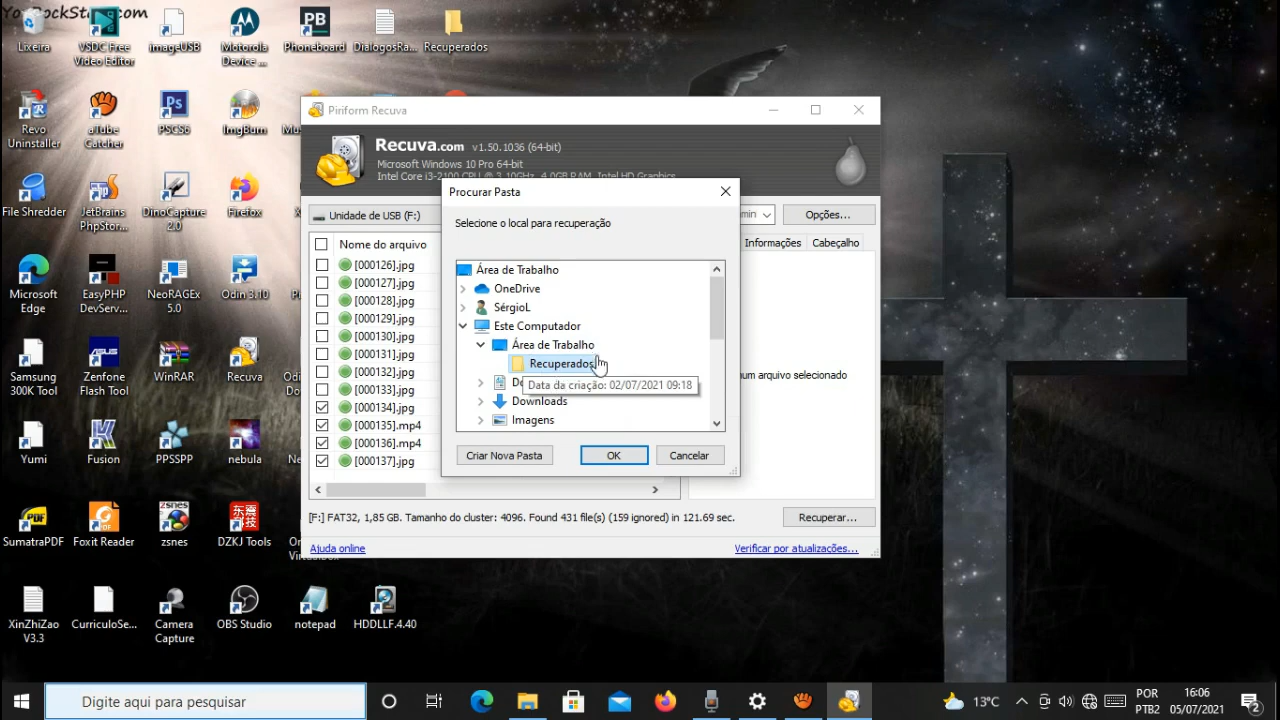 Lixeira
VSDC Free
Video Editor
imageUSB
Motorola
Device ...
Phoneboard
DialogosRa...
Recuperados
Revo
Uninstaller
aTube
Catcher
PSCS6
ImgBurn
File Shredder
JetBrains
PhpStor...
DinoCapture
2.0
Firefox
Microsoft
Edge
EasyPHP
DevServ...
NeoRAGEx
5.0
Odin 3.10
Samsung
300K Tool
Zenfone
Flash Tool
WinRAR
Recuva
Yumi
Fusion
PPSSPP
nebula
SumatraPDF
Foxit Reader
zsnes
DZKJ Tools
XinZhiZao
V3.3
CurriculoSe...
Camera
Capture
OBS Studio
notepad
HDDLLF.4.40
Piriform Recuva
Recuva.com v1.50.1036 (64-bit)
Microsoft Windows 10 Pro 64-bit
Intel Core i3-2100 CPU @ 3.10GHz, 4.0GB RAM, Intel HD Graphics
Unidade de USB (F:)
Opções...
Nome do arquivo
Informações
Cabeçalho
[000126].jpg
[000127].jpg
[000128].jpg
[000129].jpg
[000130].jpg
[000131].jpg
[000132].jpg
[000133].jpg
[000134].jpg
[000135].mp4
[000136].mp4
[000137].jpg
arquivo selecionado
[F:] FAT32, 1,85 GB. Tamanho do cluster: 4096. Found 431 file(s) (159 ignored) in 121.69 sec.
Recuperar...
Ajuda online
Verificar por atualizações...
Procurar Pasta
Selecione o local para recuperação
Área de Trabalho
OneDrive
SérgioL
Este Computador
Área de Trabalho
Recuperados
Data da criação: 02/07/2021 09:18
Downloads
Imagens
Criar Nova Pasta
OK
Cancelar
Digite aqui para pesquisar
13°C
POR
PTB2
16:06
05/07/2021
2